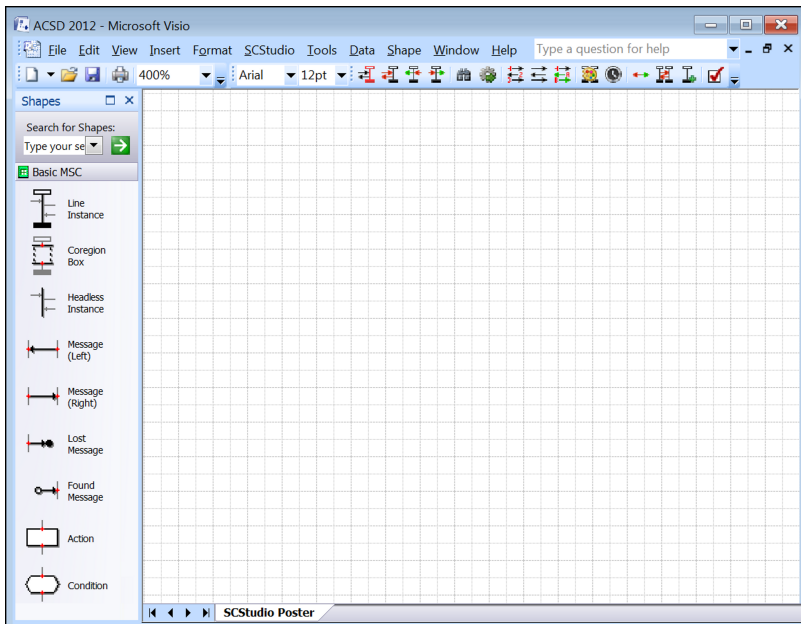 ACSD 2012 - Microsoft Visio
File Edit View Insert Format SCStudio Tools Data Shape Window Help Type a question for help
400% Arial 12pt
Shapes
Search for Shapes:
Type your se
Basic MSC
Line
Instance
Coregion
Box
Headless
Instance
Message
(Left)
Message
(Right)
Lost
Message
Found
Message
Action
Condition
SCStudio Poster